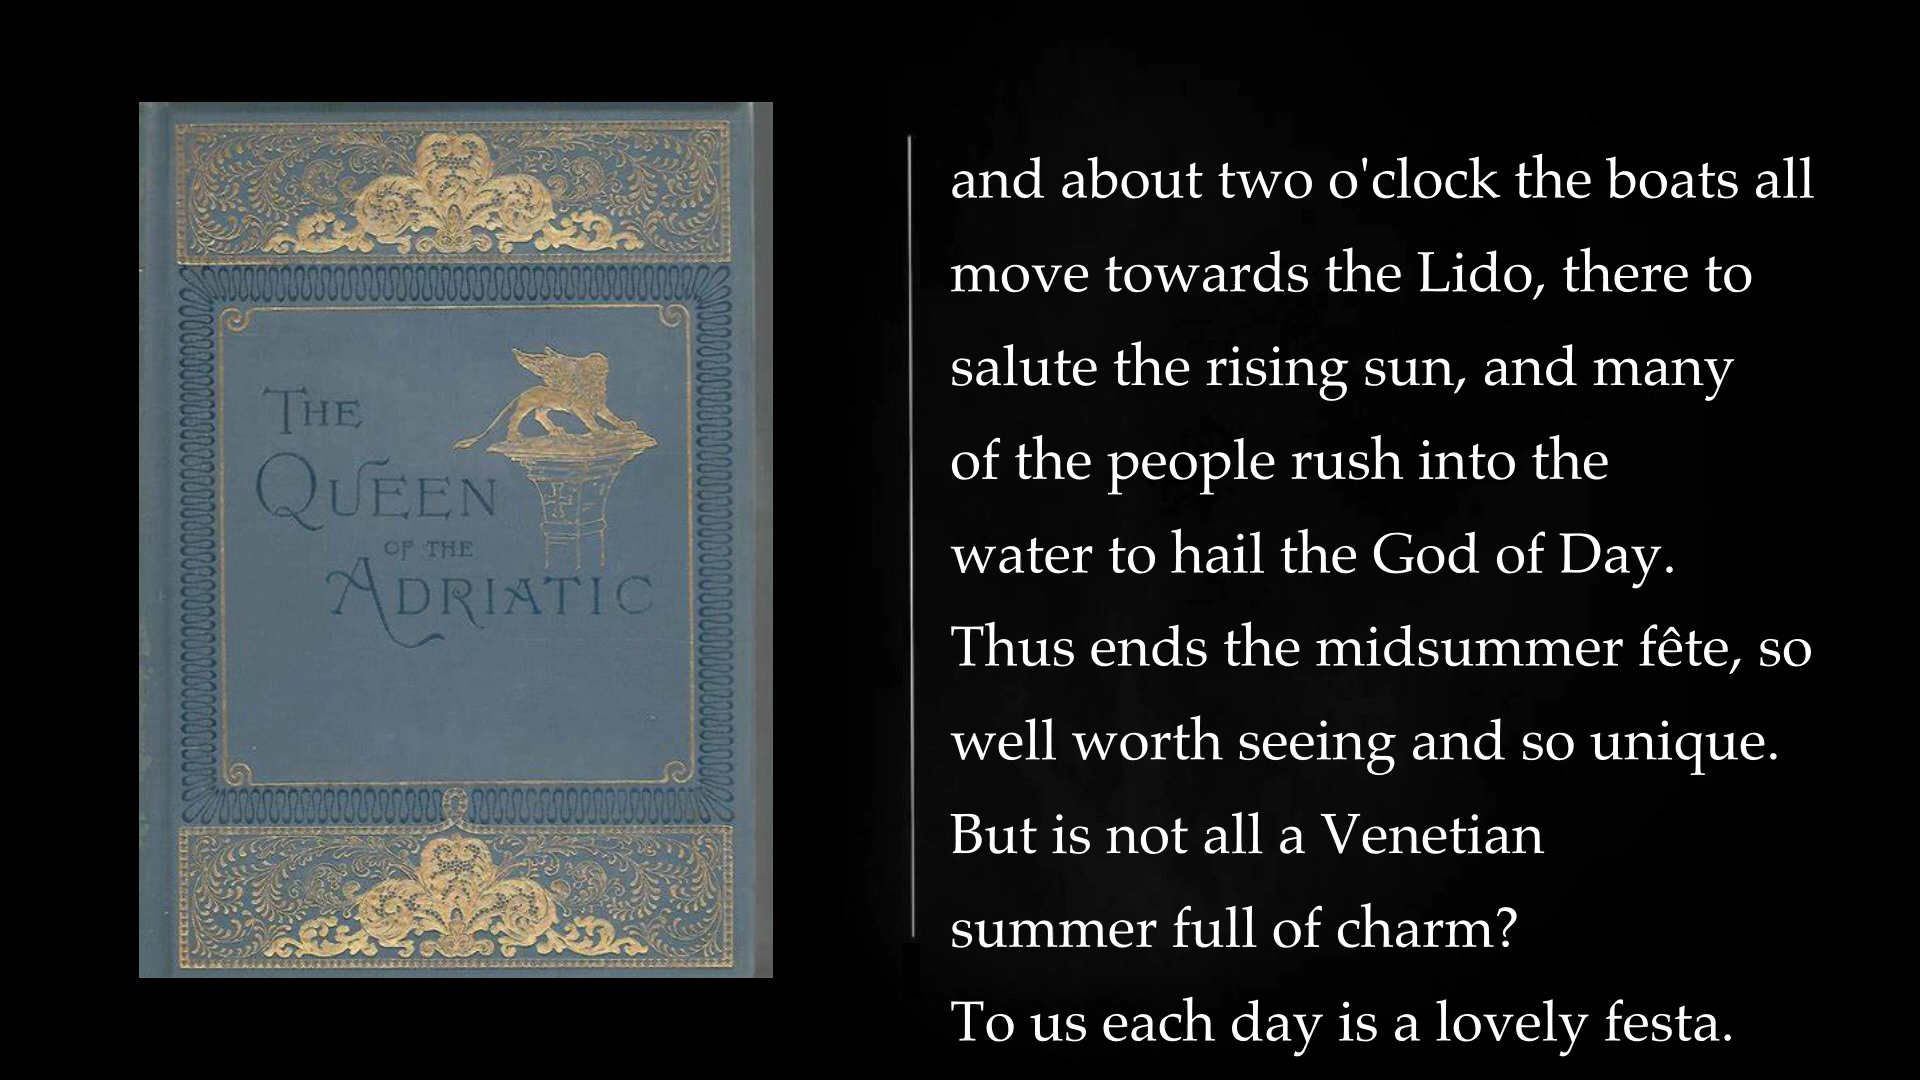 THE
QUEEN
OF THE
ADRIATIC
and about two o'clock the boats all
move towards the Lido, there to
salute the rising sun, and many
of the people rush into the
water to hail the God of Day.
Thus ends the midsummer fête, so
well worth seeing and so unique.
But is not all a Venetian
summer full of charm?
To us each day is a lovely festa.